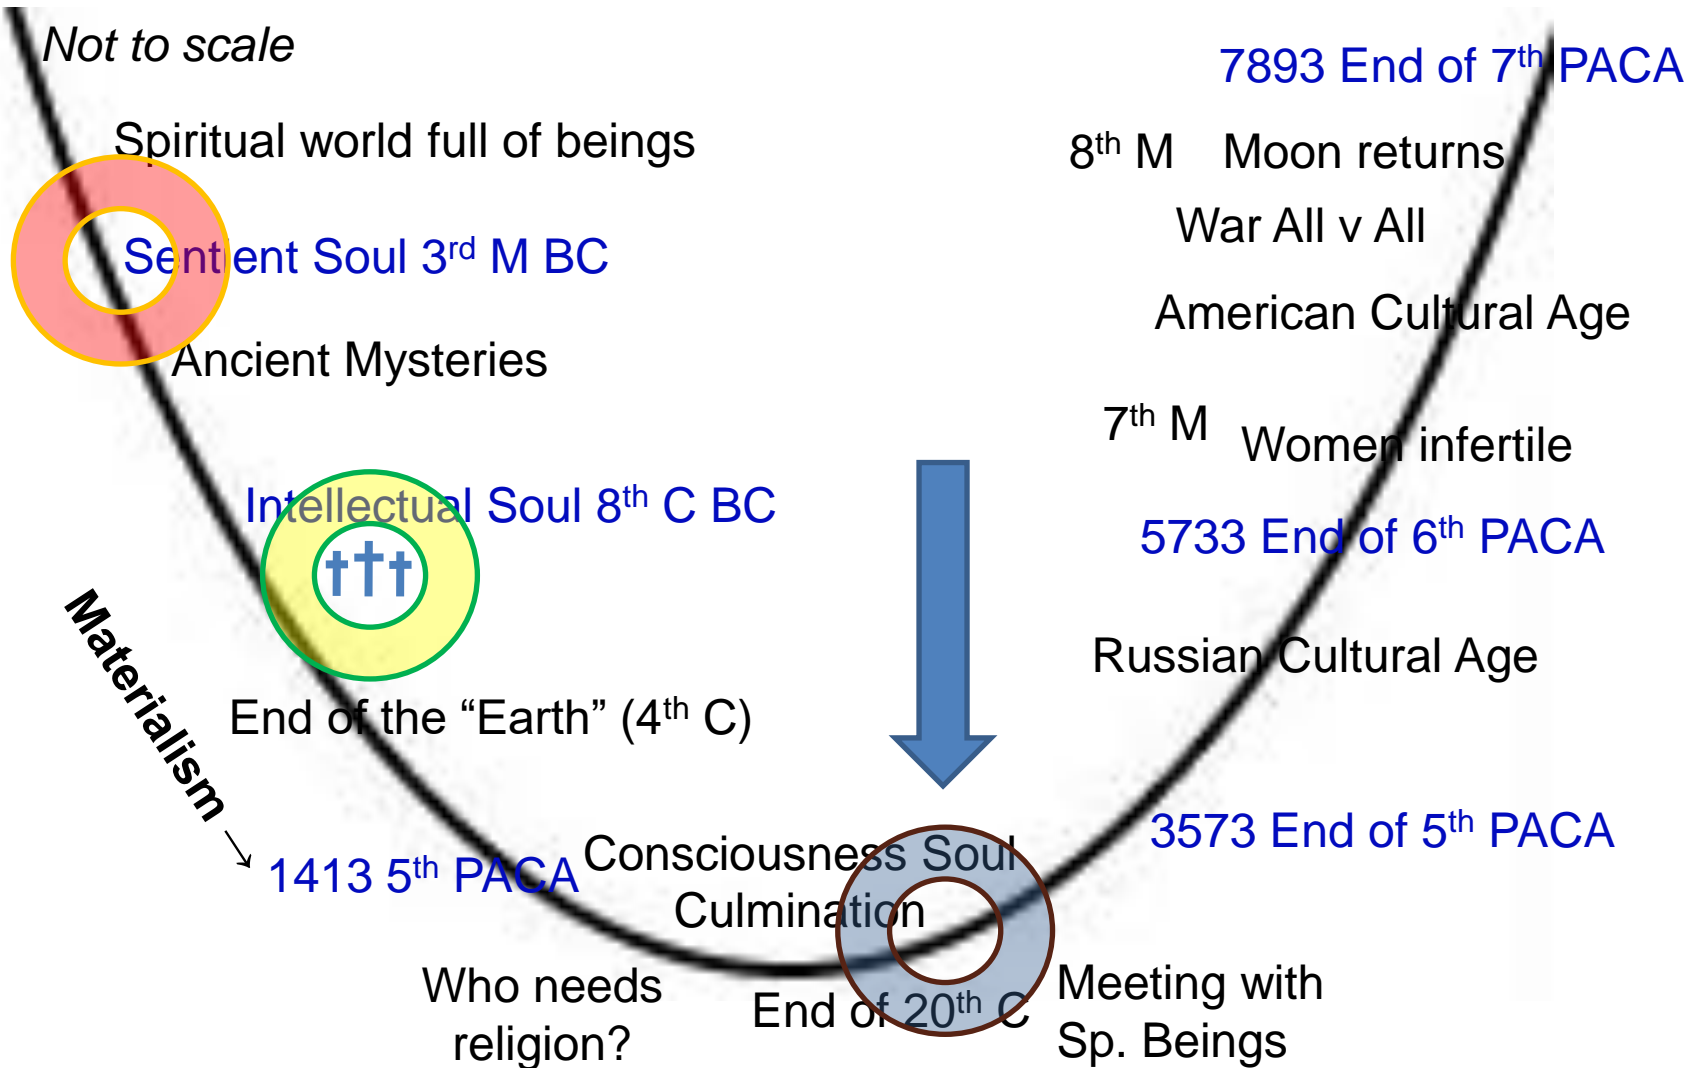 Not to scale
Spiritual world full of beings
Sentient Soul 3rd M BC
Ancient Mysteries
Intellectual Soul 8th C BC
Materialism →
End of the “Earth” (4th C)
1413 5th PACA
Consciousness Soul
Culmination
Who needs
religion?
End of 20th C
Meeting with
Sp. Beings
3573 End of 5th PACA
Russian Cultural Age
5733 End of 6th PACA
7th M Women infertile
American Cultural Age
War All v All
8th M Moon returns
7893 End of 7th PACA